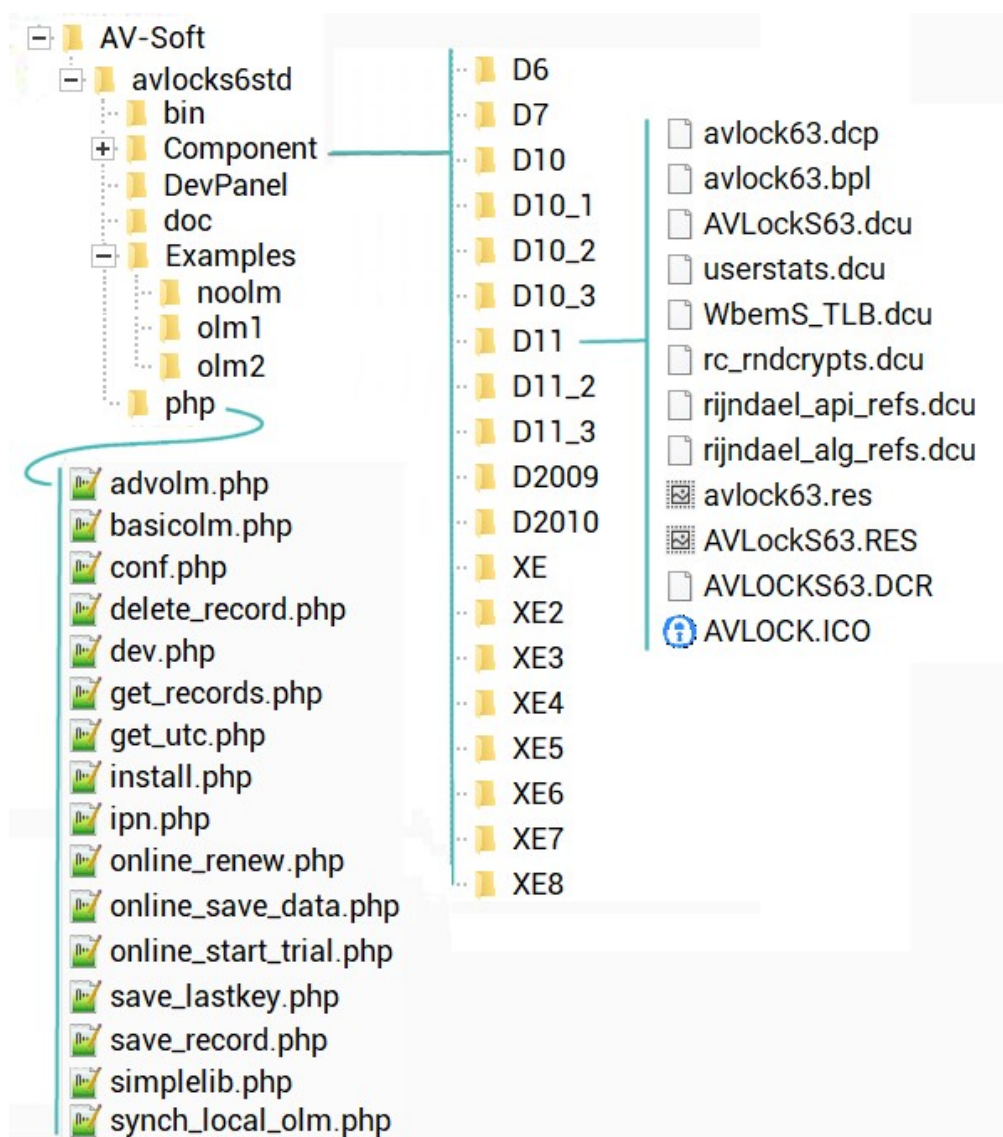 AV-Soft
avlocks6std
bin
Component
DevPanel
doc
Examples
noolm
olm1
olm2
php
advolm.php
basicolm.php
conf.php
delete_record.php
dev.php
get_records.php
get_utc.php
install.php
ipn.php
online_renew.php
online_save_data.php
online_start_trial.php
save_lastkey.php
save_record.php
simplelib.php
synch_local_olm.php
D6
D7
D10
D10_1
D10_2
D10_3
D11
D11_2
D11_3
D2009
D2010
XE
XE2
XE3
XE4
XE5
XE6
XE7
XE8
avlock63.dcp
avlock63.bpl
AVLockS63.dcu
userstats.dcu
WbemS_TLB.dcu
rc_rndcrypts.dcu
rijndael_api_refs.dcu
rijndael_alg_refs.dcu
avlock63.res
AVLockS63.RES
AVLOCKS63.DCR
AVLOCK.ICO